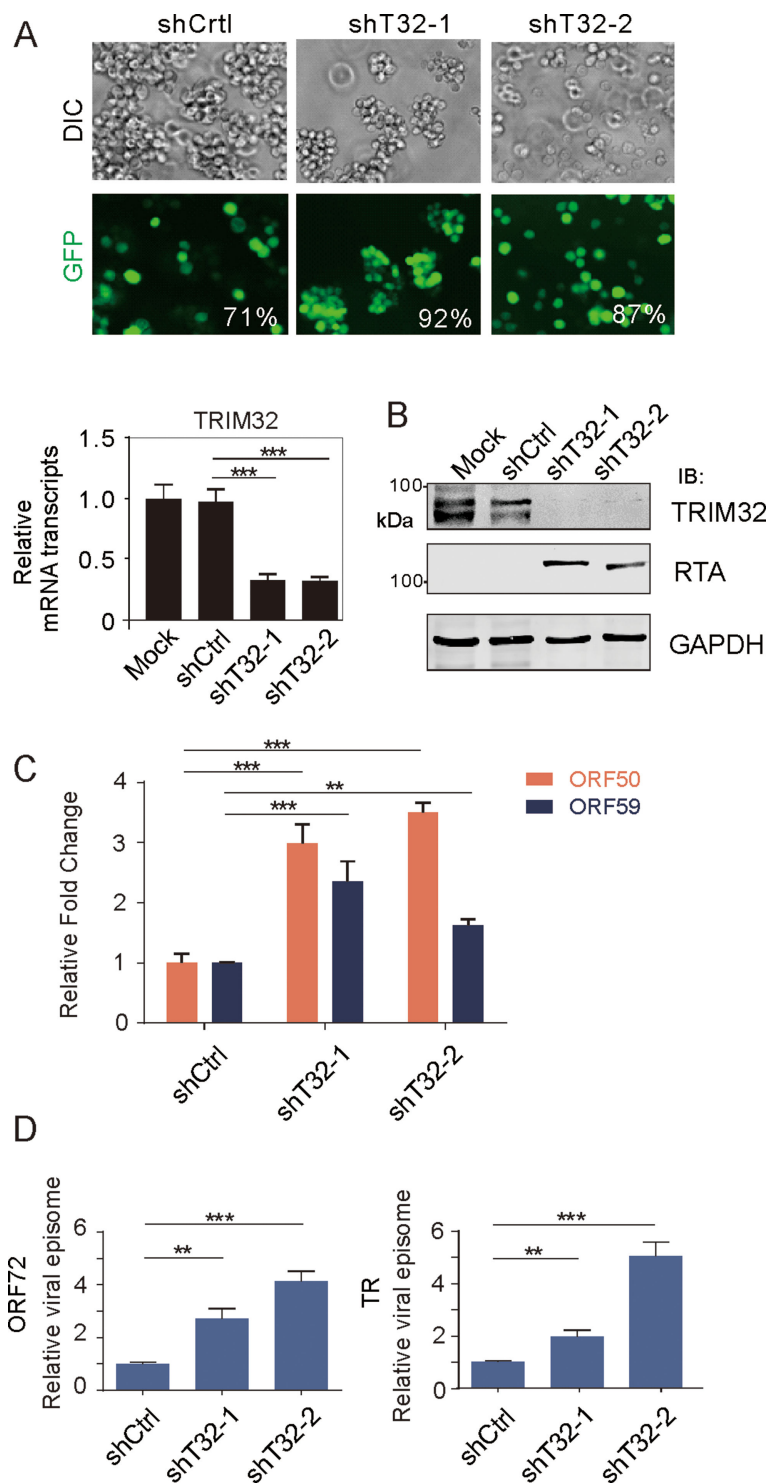 A
shCrtl shT32-1 shT32-2
DIC
GFP
71% 92% 87%
TRIM32
Relative
mRNA transcripts
1.5
1.0
0.5
0
*** ***
Mock shCtrl shT32-1 shT32-2
B
Mock shCtrl shT32-1 shT32-2
IB:
100
kDa
TRIM32
RTA
100
GAPDH
C
Relative Fold Change
4
3
2
1
0
***
***
**
***
ORF50
ORF59
shCtrl shT32-1 shT32-2
D
ORF72
Relative viral episome
6
4
2
0
***
**
shCtrl shT32-1 shT32-2
TR
Relative viral episome
6
4
2
0
***
**
shCtrl shT32-1 shT32-2